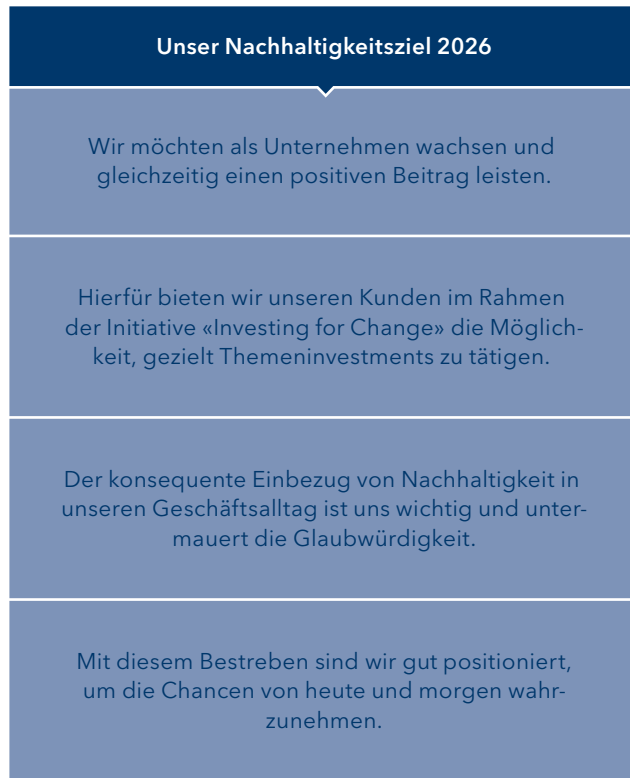 Unser Nachhaltigkeitsziel 2026
Wir möchten als Unternehmen wachsen und
gleichzeitig einen positiven Beitrag leisten.
Hierfür bieten wir unseren Kunden im Rahmen
der Initiative «Investing for Change» die Möglich-
keit, gezielt Themeninvestments zu tätigen.
Der konsequente Einbezug von Nachhaltigkeit in
unseren Geschäftsalltag ist uns wichtig und unter-
mauert die Glaubwürdigkeit.
Mit diesem Bestreben sind wir gut positioniert,
um die Chancen von heute und morgen wahr-
zunehmen.